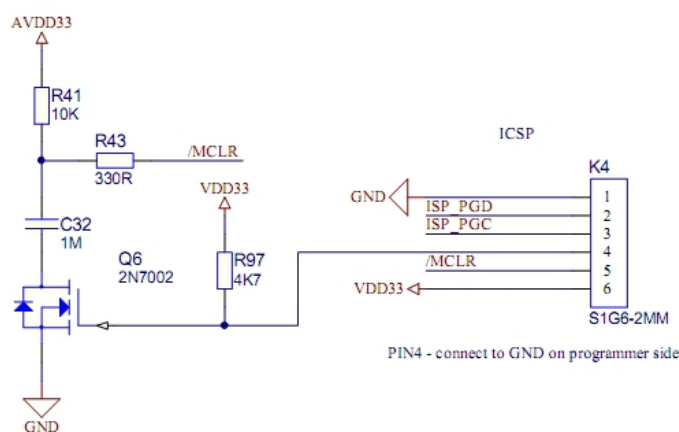 AVDD33
R41
10K
R43
/MCLR
330R
VDD33
C32
1M
Q6
2N7002
R97
4K7
GND
ICSP
K4
GND
1
ISP_PGD
2
ISP_PGC
3
4
/MCLR
5
VDD33
6
S1G6-2MM
PIN4 - connect to GND on programmer side